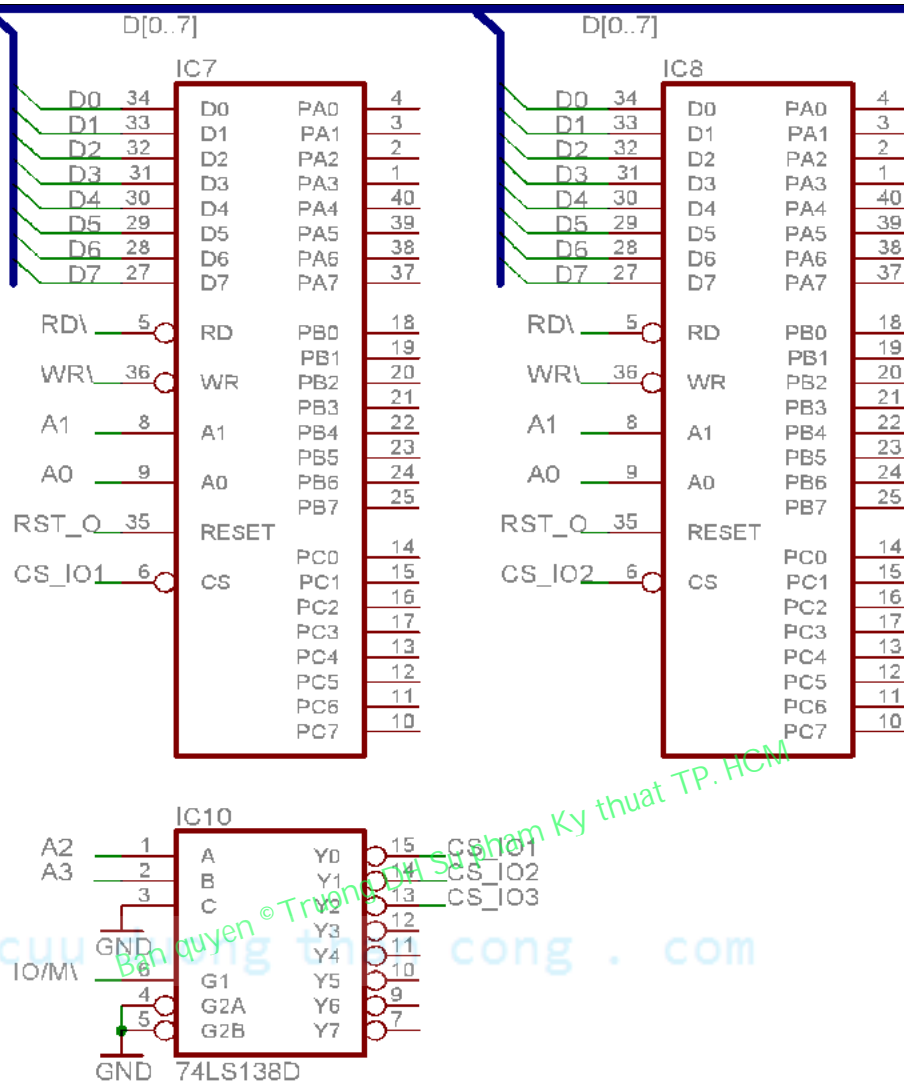 D[0..7]
IC7
D0 34 D0 PA0 4
D1 33 D1 PA1 3
D2 32 D2 PA2 2
D3 31 D3 PA3 1
D4 30 D4 PA4 40
D5 29 D5 PA5 39
D6 28 D6 PA6 38
D7 27 D7 PA7 37
RD\ 5 RD PB0 18
PB1 19
WR\ 36 WR PB2 20
PB3 21
A1 8 A1 PB4 22
PB5 23
A0 9 A0 PB6 24
PB7 25
RST_O 35 RESET
PC0 14
CS_IO1 6 CS PC1 15
PC2 16
PC3 17
PC4 13
PC5 12
PC6 11
PC7 10
D[0..7]
IC8
D0 34 D0 PA0 4
D1 33 D1 PA1 3
D2 32 D2 PA2 2
D3 31 D3 PA3 1
D4 30 D4 PA4 40
D5 29 D5 PA5 39
D6 28 D6 PA6 38
D7 27 D7 PA7 37
RD\ 5 RD PB0 18
PB1 19
WR\ 36 WR PB2 20
PB3 21
A1 8 A1 PB4 22
PB5 23
A0 9 A0 PB6 24
PB7 25
RST_O 35 RESET
PC0 14
CS_IO2 6 CS PC1 15
PC2 16
PC3 17
PC4 13
PC5 12
PC6 11
PC7 10
IC10
A2 1 A Y0 15 CS_IO1
A3 2 B Y1 14 CS_IO2
3 C Y2 13 CS_IO3
GND Y3 12
Y4 11
IO/M\ 6 G1 Y5 10
4 G2A Y6 9
5 G2B Y7 7
GND 74LS138D
Ban quyen © Truong DH Su pham Ky thuat TP. HCM
cuu duong than cong . com